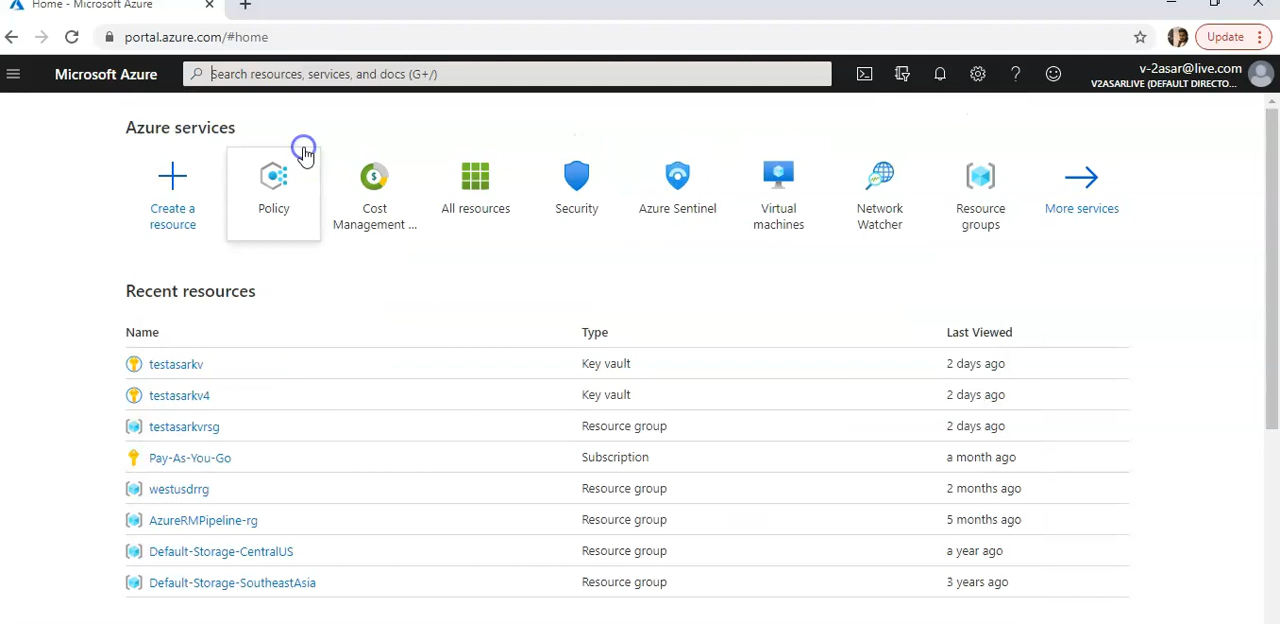 Home - Microsoft Azure
portal.azure.com/#home
Update
Microsoft Azure
Search resources, services, and docs (G+/)
v-2asar@live.com
V2ASARLIVE (DEFAULT DIRECTO...
Azure services
Create a
resource
Policy
Cost
Management ...
All resources
Security
Azure Sentinel
Virtual
machines
Network
Watcher
Resource
groups
More services
Recent resources
Name Type Last Viewed
testasarkv Key vault 2 days ago
testasarkv4 Key vault 2 days ago
testasarkvrsg Resource group 2 days ago
Pay-As-You-Go Subscription a month ago
westusdrrg Resource group 2 months ago
AzureRMPipeline-rg Resource group 5 months ago
Default-Storage-CentralUS Resource group a year ago
Default-Storage-SoutheastAsia Resource group 3 years ago